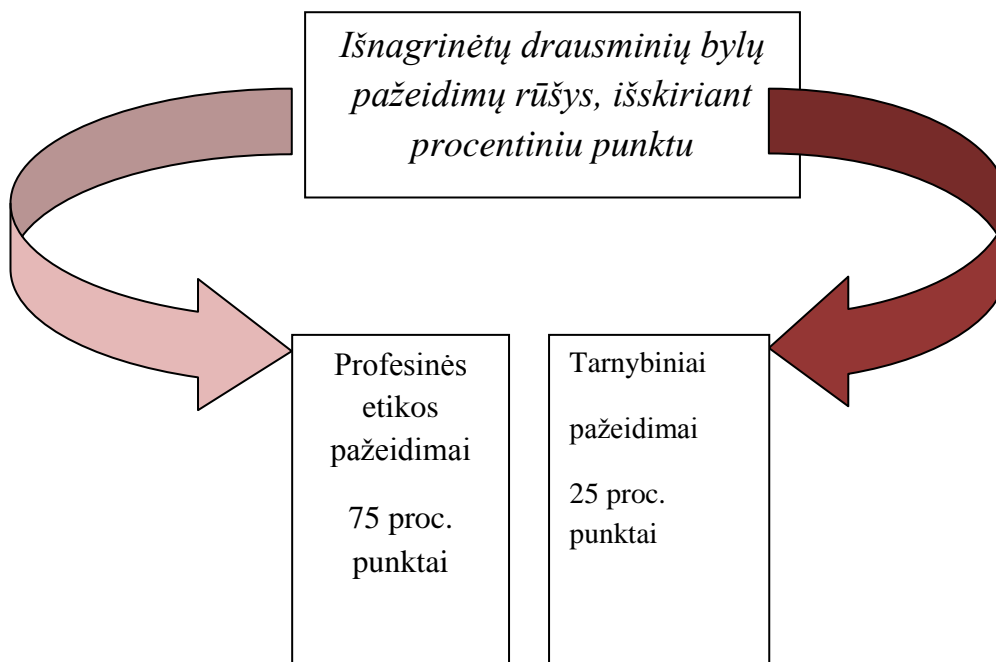 Išnagrinėtų drausminių bylų
pažeidimų rūšys, išskiriant
procentiniu punktu
Profesinės
etikos
pažeidimai
75 proc.
punktai
Tarnybiniai
pažeidimai
25 proc.
punktai